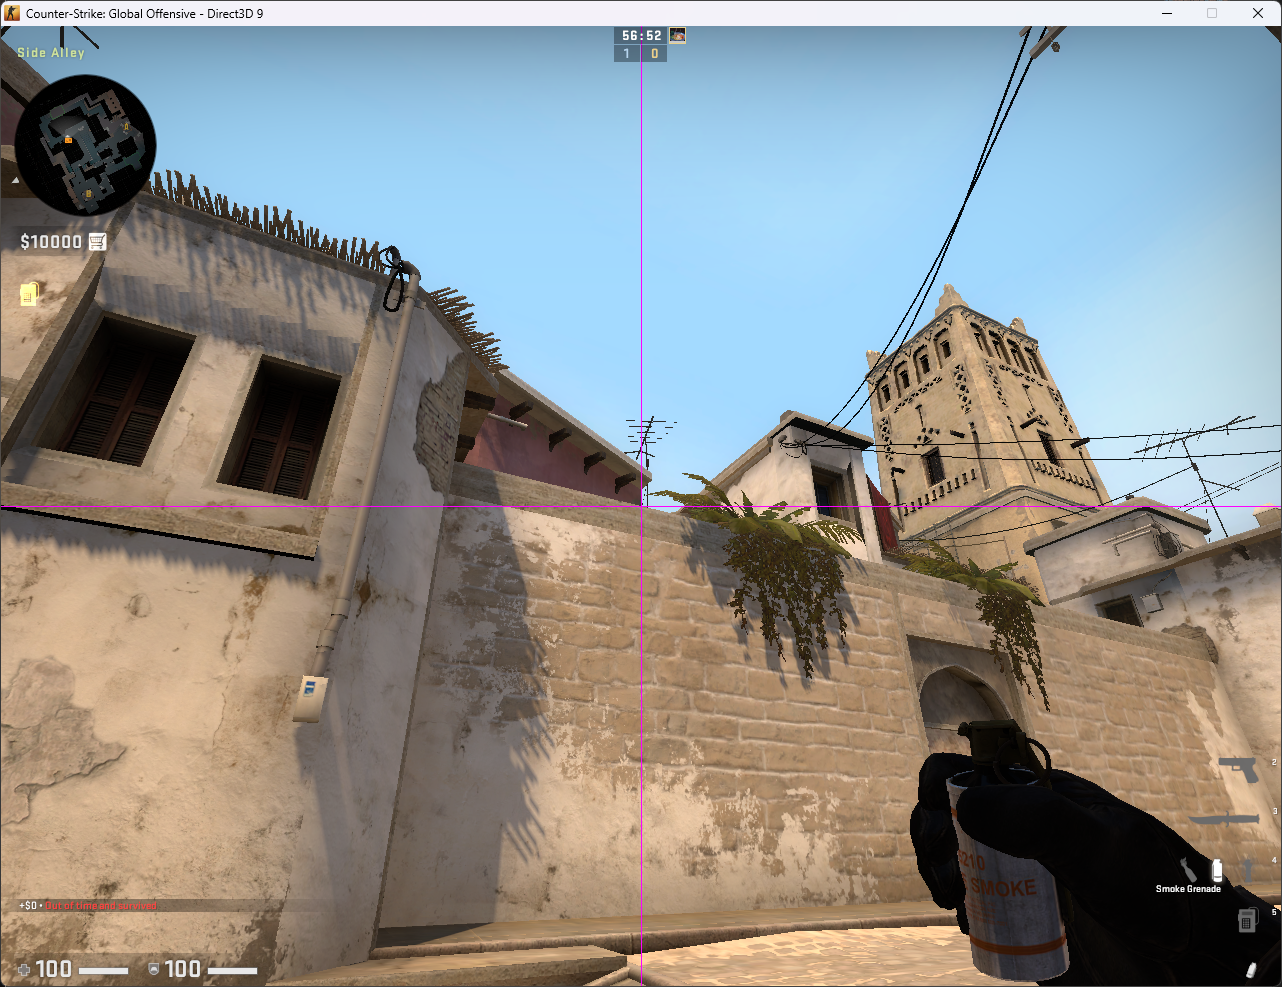 Counter-Strike: Global Offensive - Direct3D 9
Side Alley
56:52
1 0
$10000
2
3
4
Smoke Grenade
5
210
SMOKE
+$0 • Out of time and survived
100 100